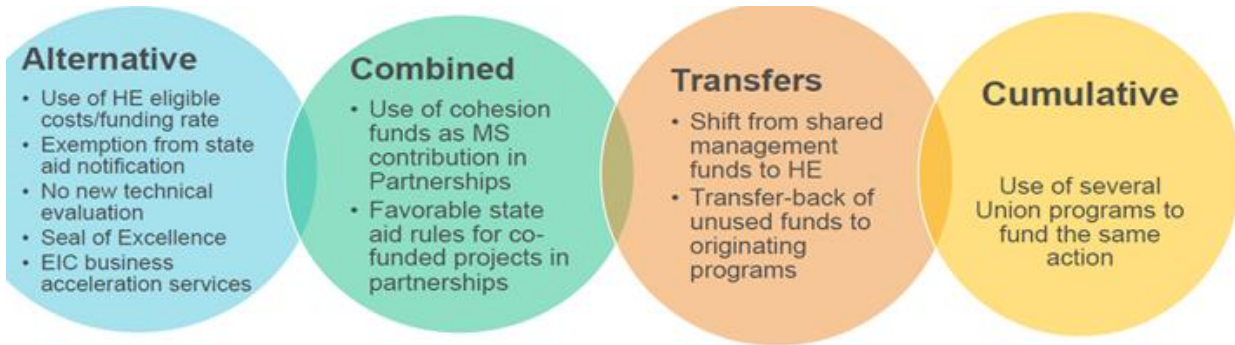 Alternative
• Use of HE eligible
costs/funding rate
• Exemption from state
aid notification
• No new technical
evaluation
• Seal of Excellence
• EIC business
acceleration services
Combined
• Use of cohesion
funds as MS
contribution in
Partnerships
• Favorable state
aid rules for co-
funded projects in
partnerships
Transfers
• Shift from shared
management
funds to HE
• Transfer-back of
unused funds to
originating
programs
Cumulative
Use of several
Union programs to
fund the same
action